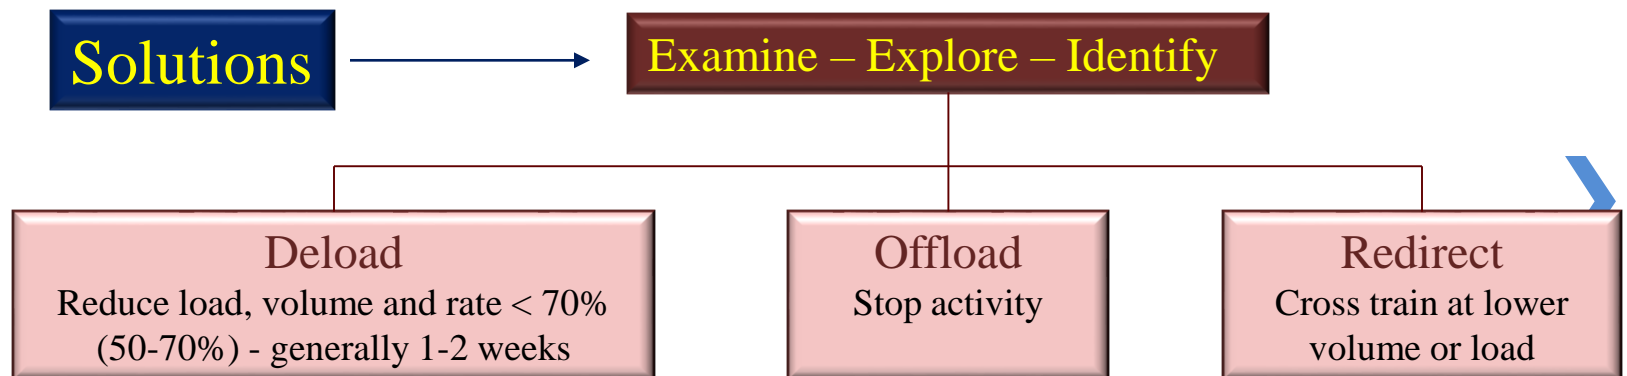 Solutions
Examine – Explore – Identify
Deload
Reduce load, volume and rate < 70%
(50-70%) - generally 1-2 weeks
Offload
Stop activity
Redirect
Cross train at lower
volume or load